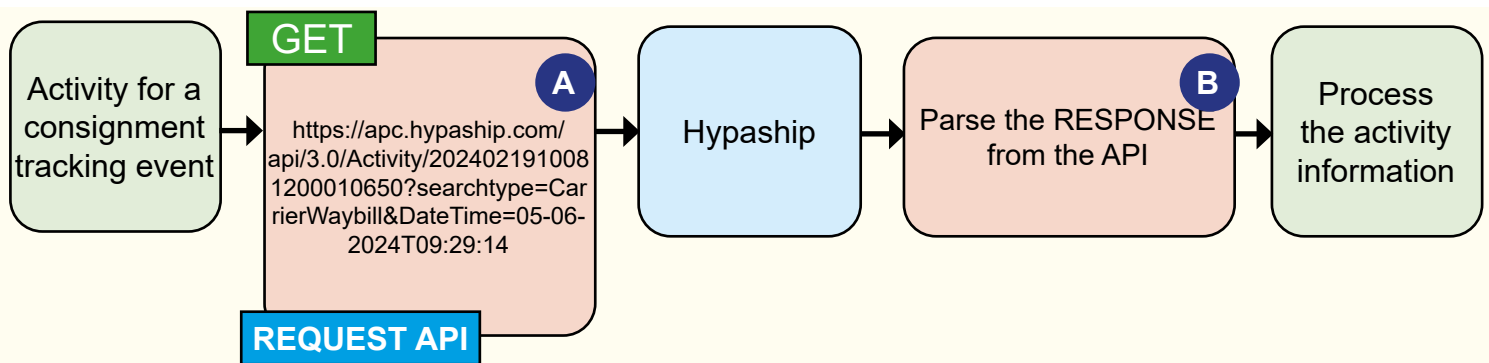 Activity for a
consignment
tracking event
GET
A
https://apc.hypaship.com/
api/3.0/Activity/202402191008
1200010650?searchtype=Car
rierWaybill&DateTime=05-06-
2024T09:29:14
REQUEST API
Hypaship
B
Parse the RESPONSE
from the API
Process
the activity
information